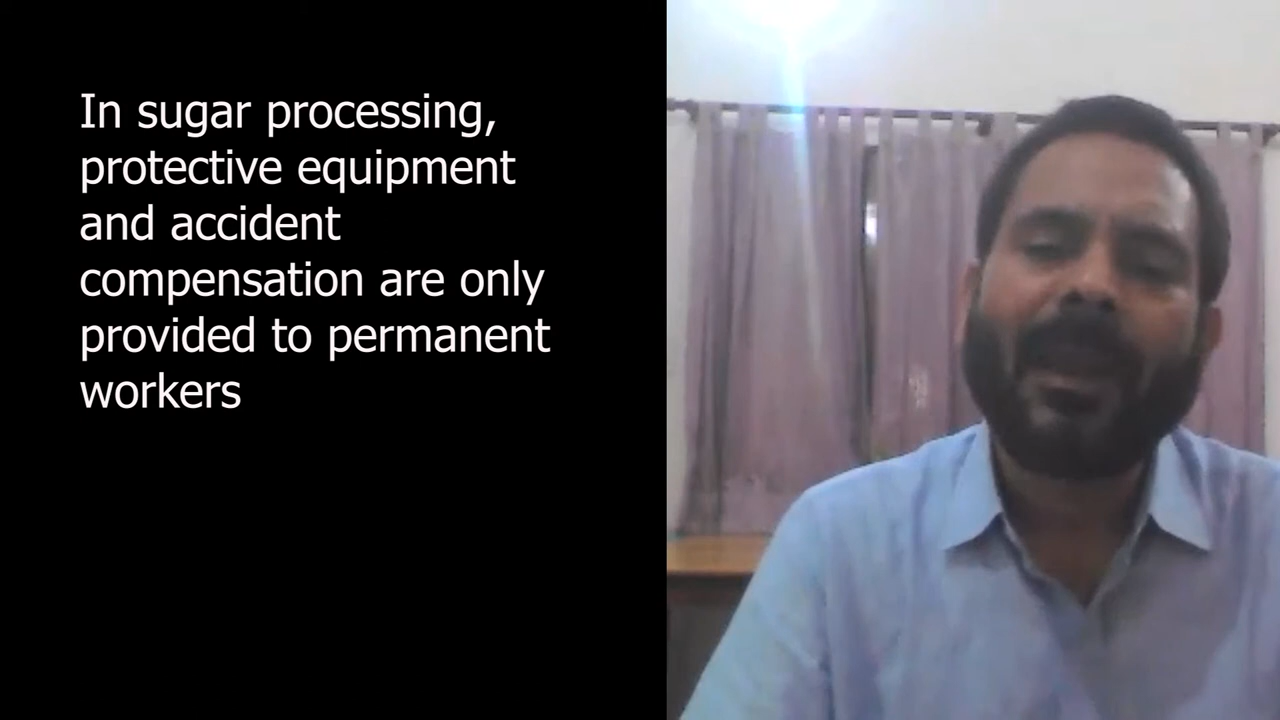 In sugar processing,
protective equipment
and accident
compensation are only
provided to permanent
workers